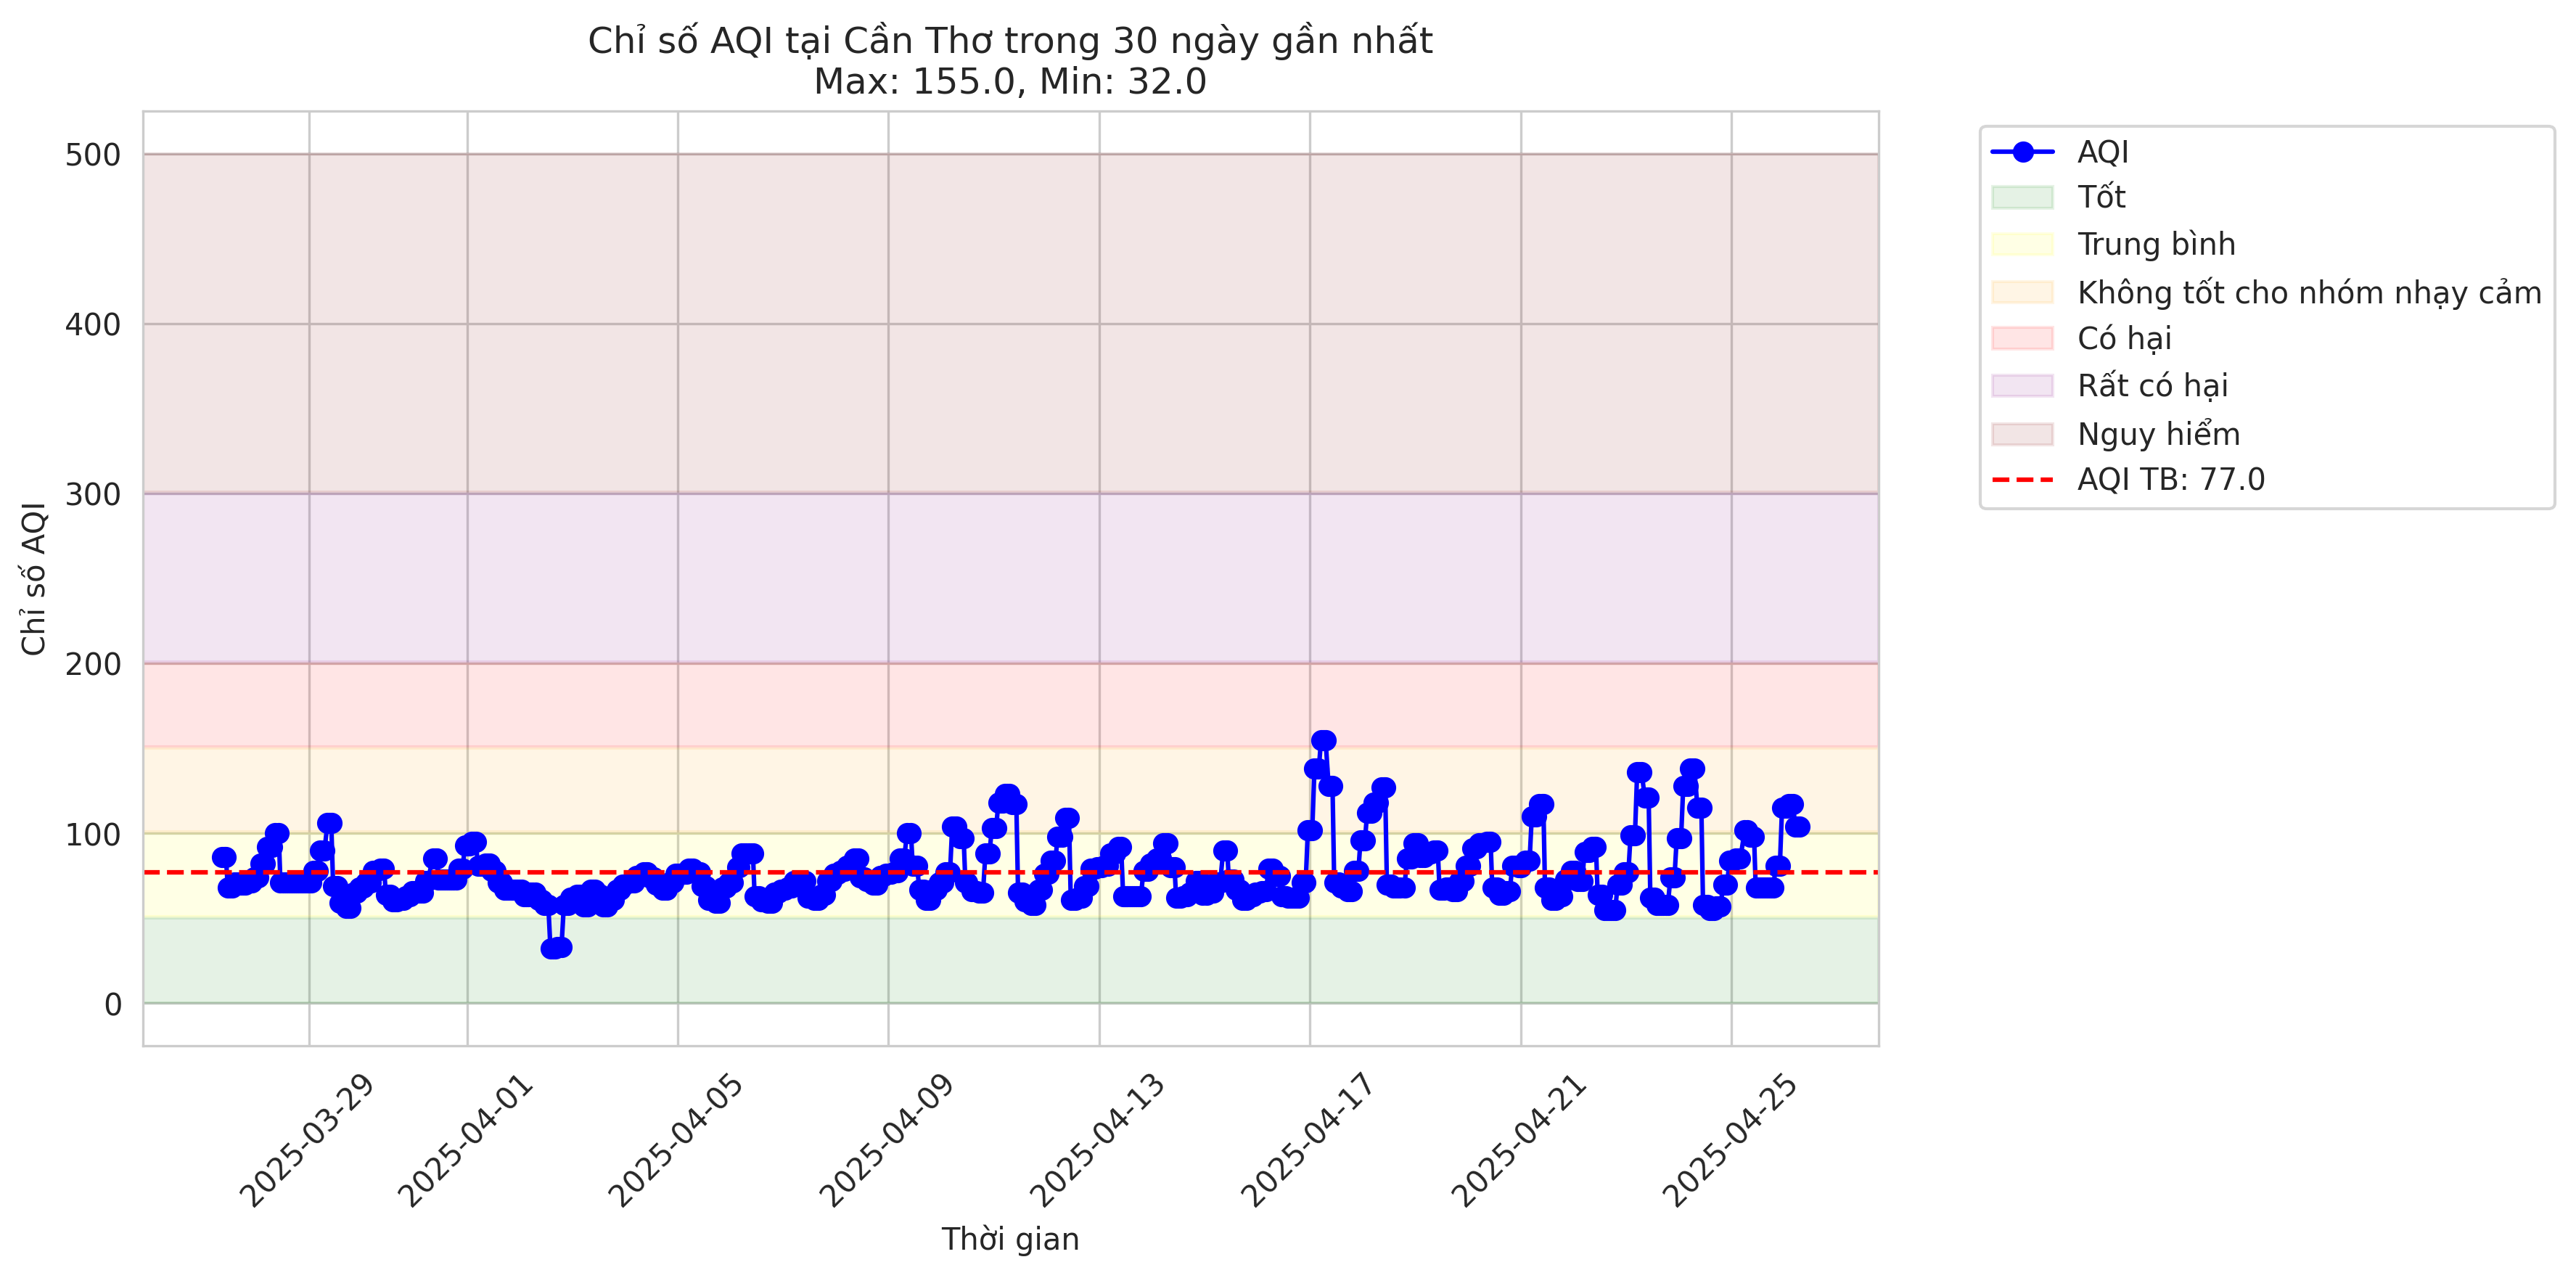 Chỉ số AQI tại Cần Thơ trong 30 ngày gần nhất
Max: 155.0, Min: 32.0
Chỉ số AQI
500
400
300
200
100
0
2025-03-29
2025-04-01
2025-04-05
2025-04-09
2025-04-13
2025-04-17
2025-04-21
2025-04-25
Thời gian
AQI
Tốt
Trung bình
Không tốt cho nhóm nhạy cảm
Có hại
Rất có hại
Nguy hiểm
AQI TB: 77.0